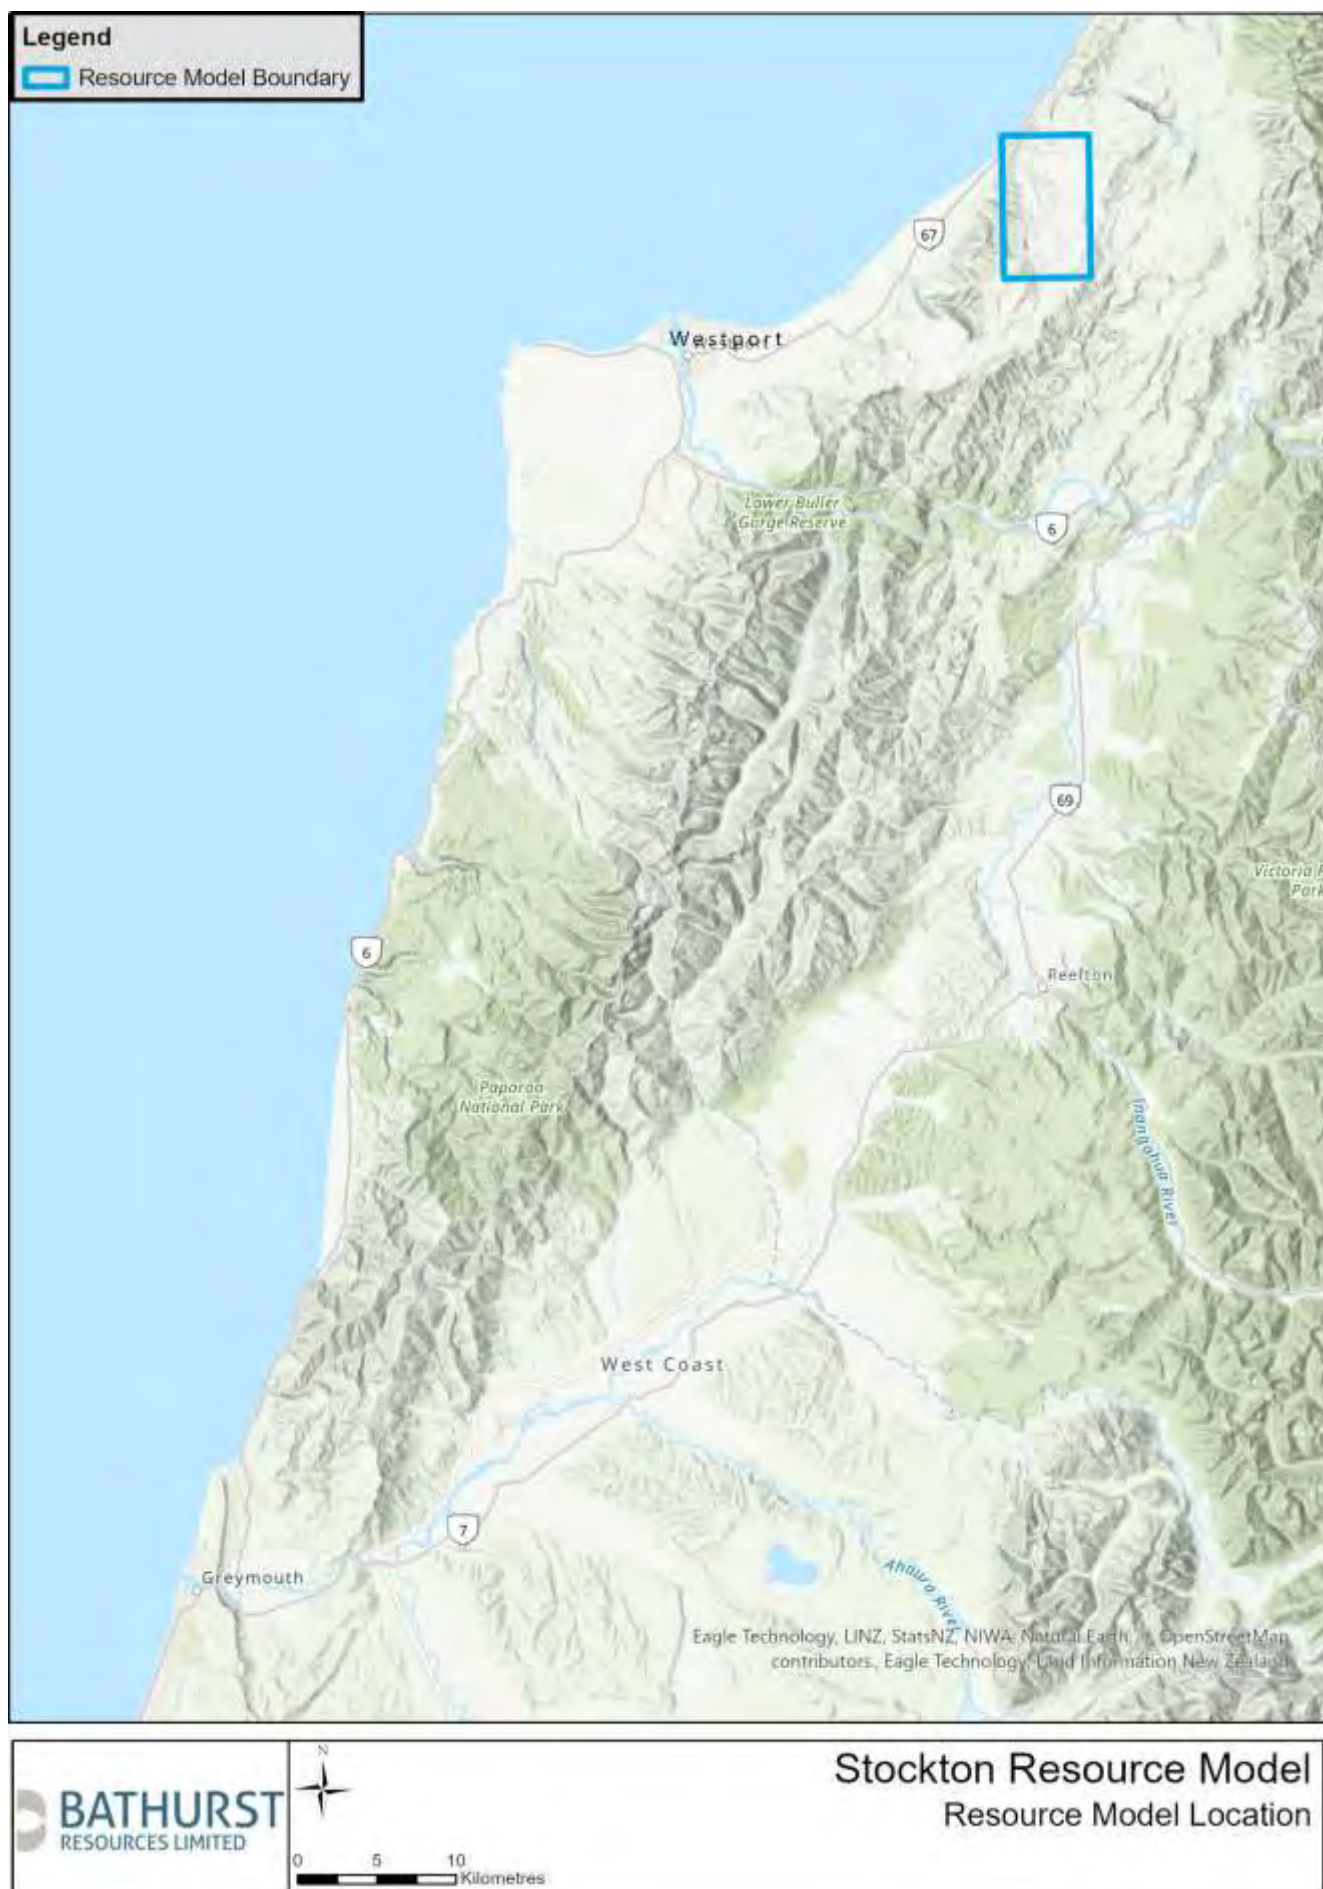 Legend
Resource Model Boundary
67
Westport
Lower Buller
Gorge Reserve
6
69
Victoria
Park
6
Reefton
Paparoa
National Park
Inangahua River
West Coast
7
Greymouth
Ahaura River
Eagle Technology, LINZ, StatsNZ, NIWA, Natural Earth, © OpenStreetMap
contributors., Eagle Technology, Land Information New Zealand
BATHURST
RESOURCES LIMITED
N
0 5 10
Kilometres
Stockton Resource Model
Resource Model Location